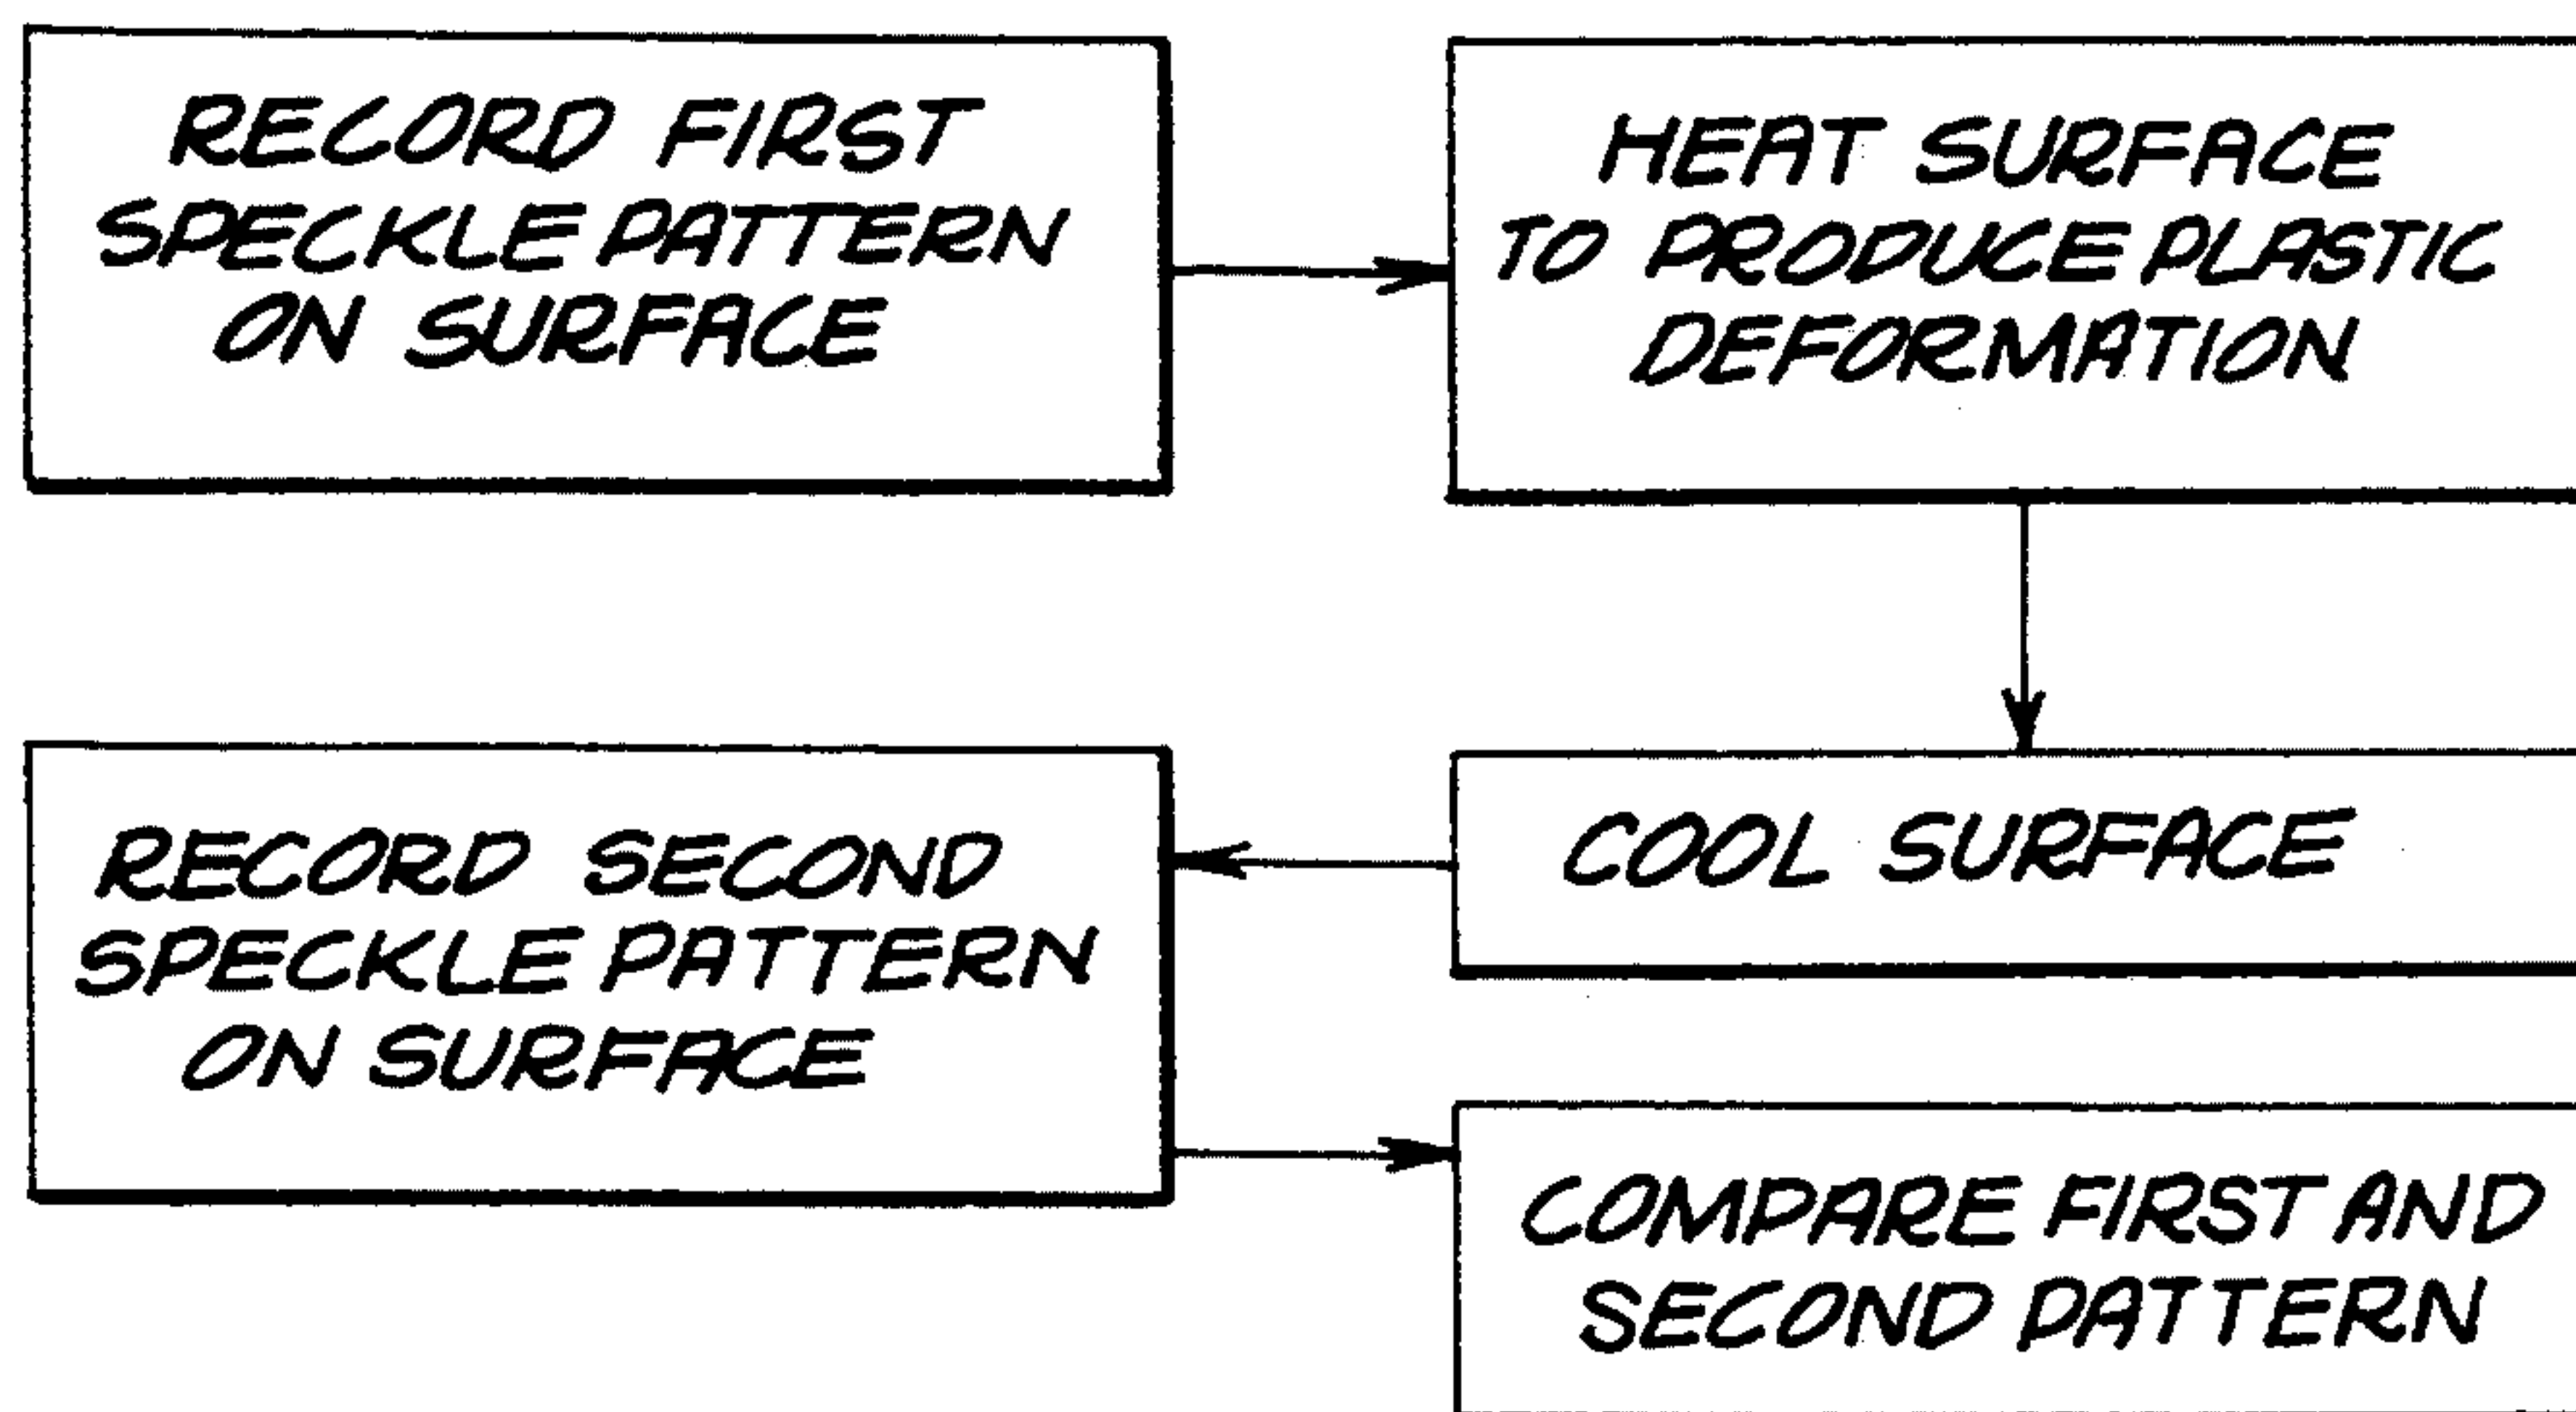 RECORD FIRST
SPECKLE PATTERN
ON SURFACE
HEAT SURFACE
TO PRODUCE PLASTIC
DEFORMATION
COOL SURFACE
RECORD SECOND
SPECKLE PATTERN
ON SURFACE
COMPARE FIRST AND
SECOND PATTERN